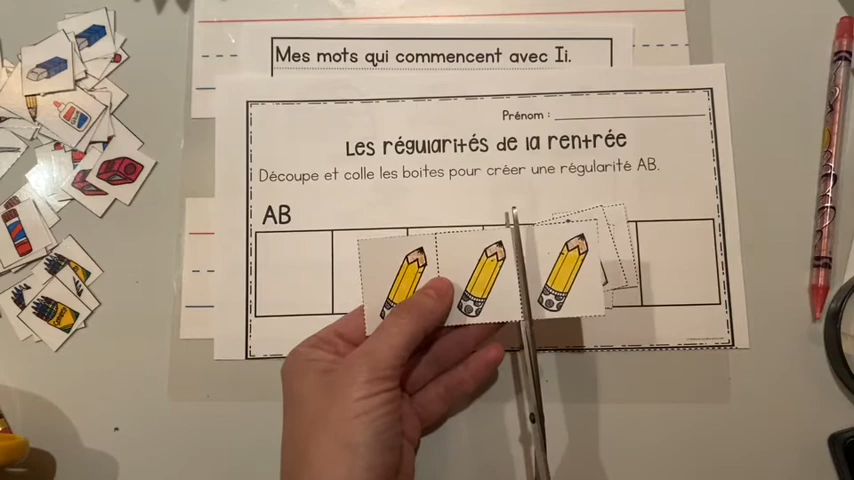 Mes mots qui commencent avec Ii.
Prénom :
Les régularités de la rentrée
Découpe et colle les boites pour créer une régularité AB.
AB